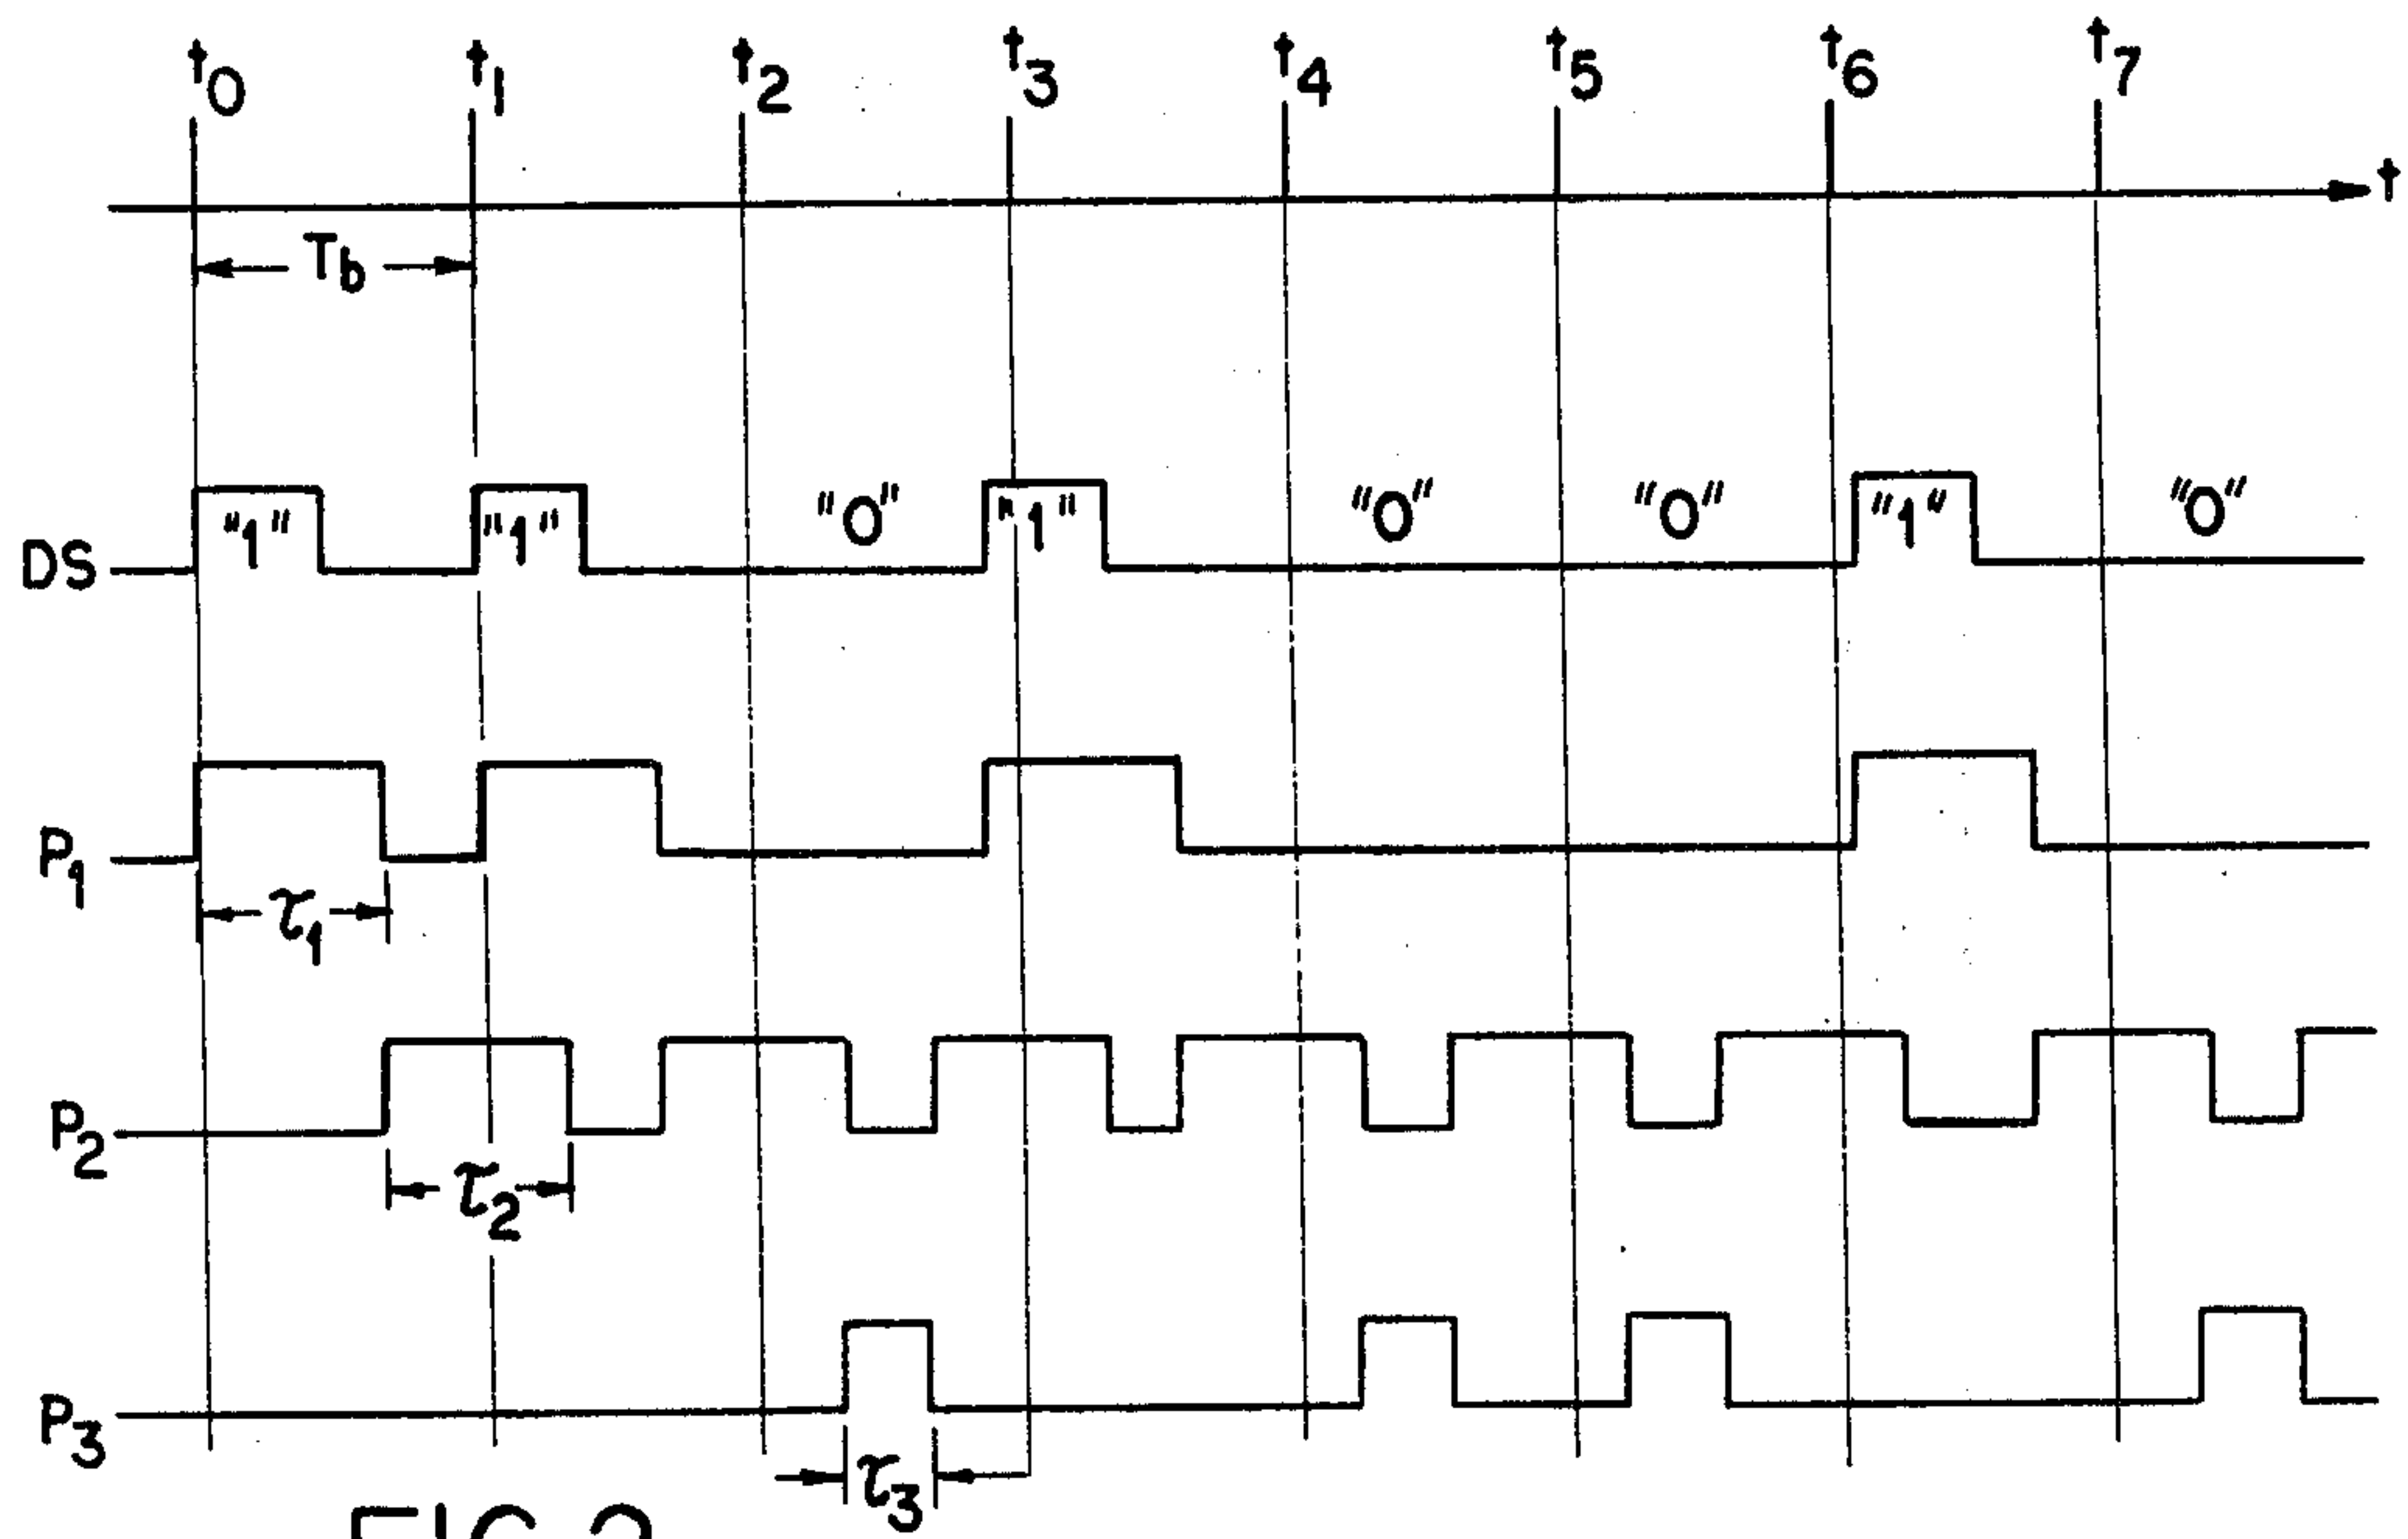 t0 t1 t2 t3 t4 t5 t6 t7
t
Tb
DS "1" "1" "0" "1" "0" "0" "1" "0"
P1
τ1
P2
τ2
P3
τ3